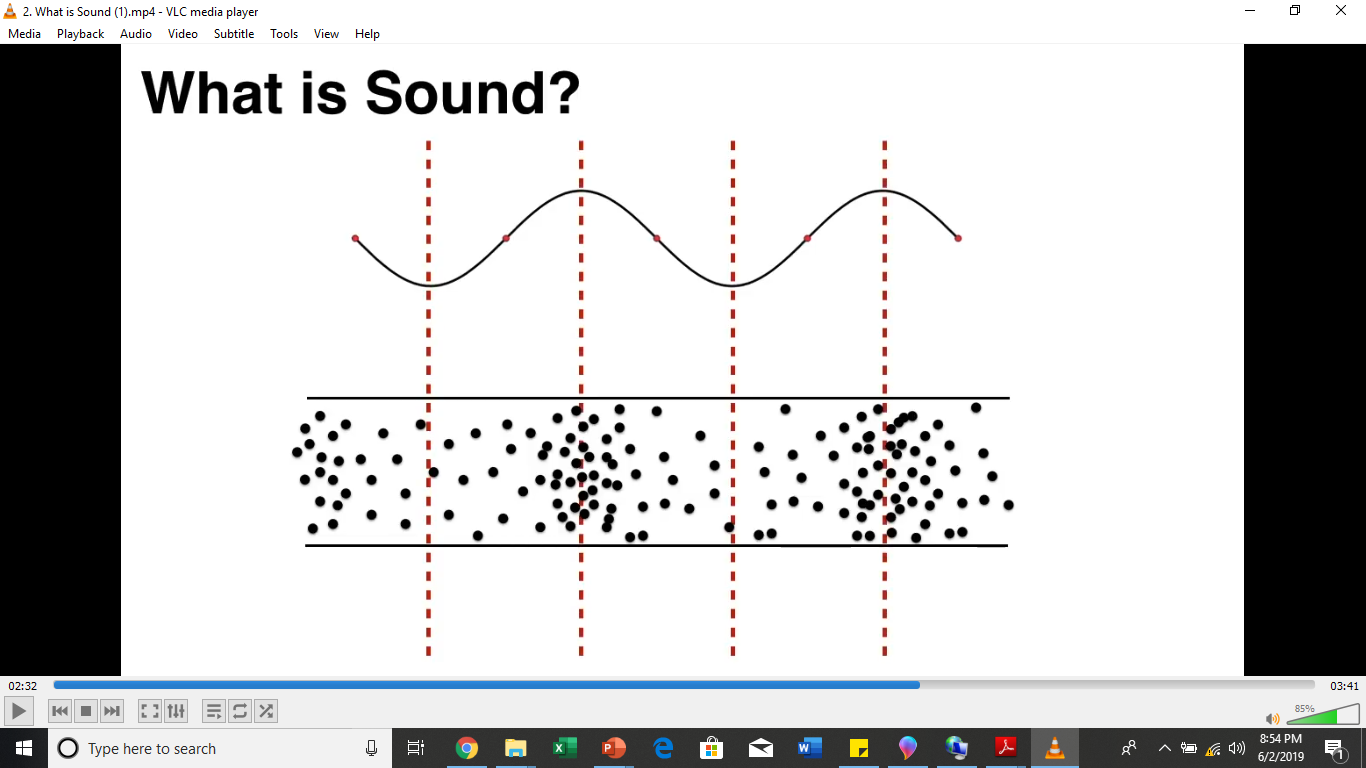 2. What is Sound (1).mp4 - VLC media player
Media Playback Audio Video Subtitle Tools View Help
What is Sound?
02:32 03:41
85%
Type here to search
8:54 PM
6/2/2019
1